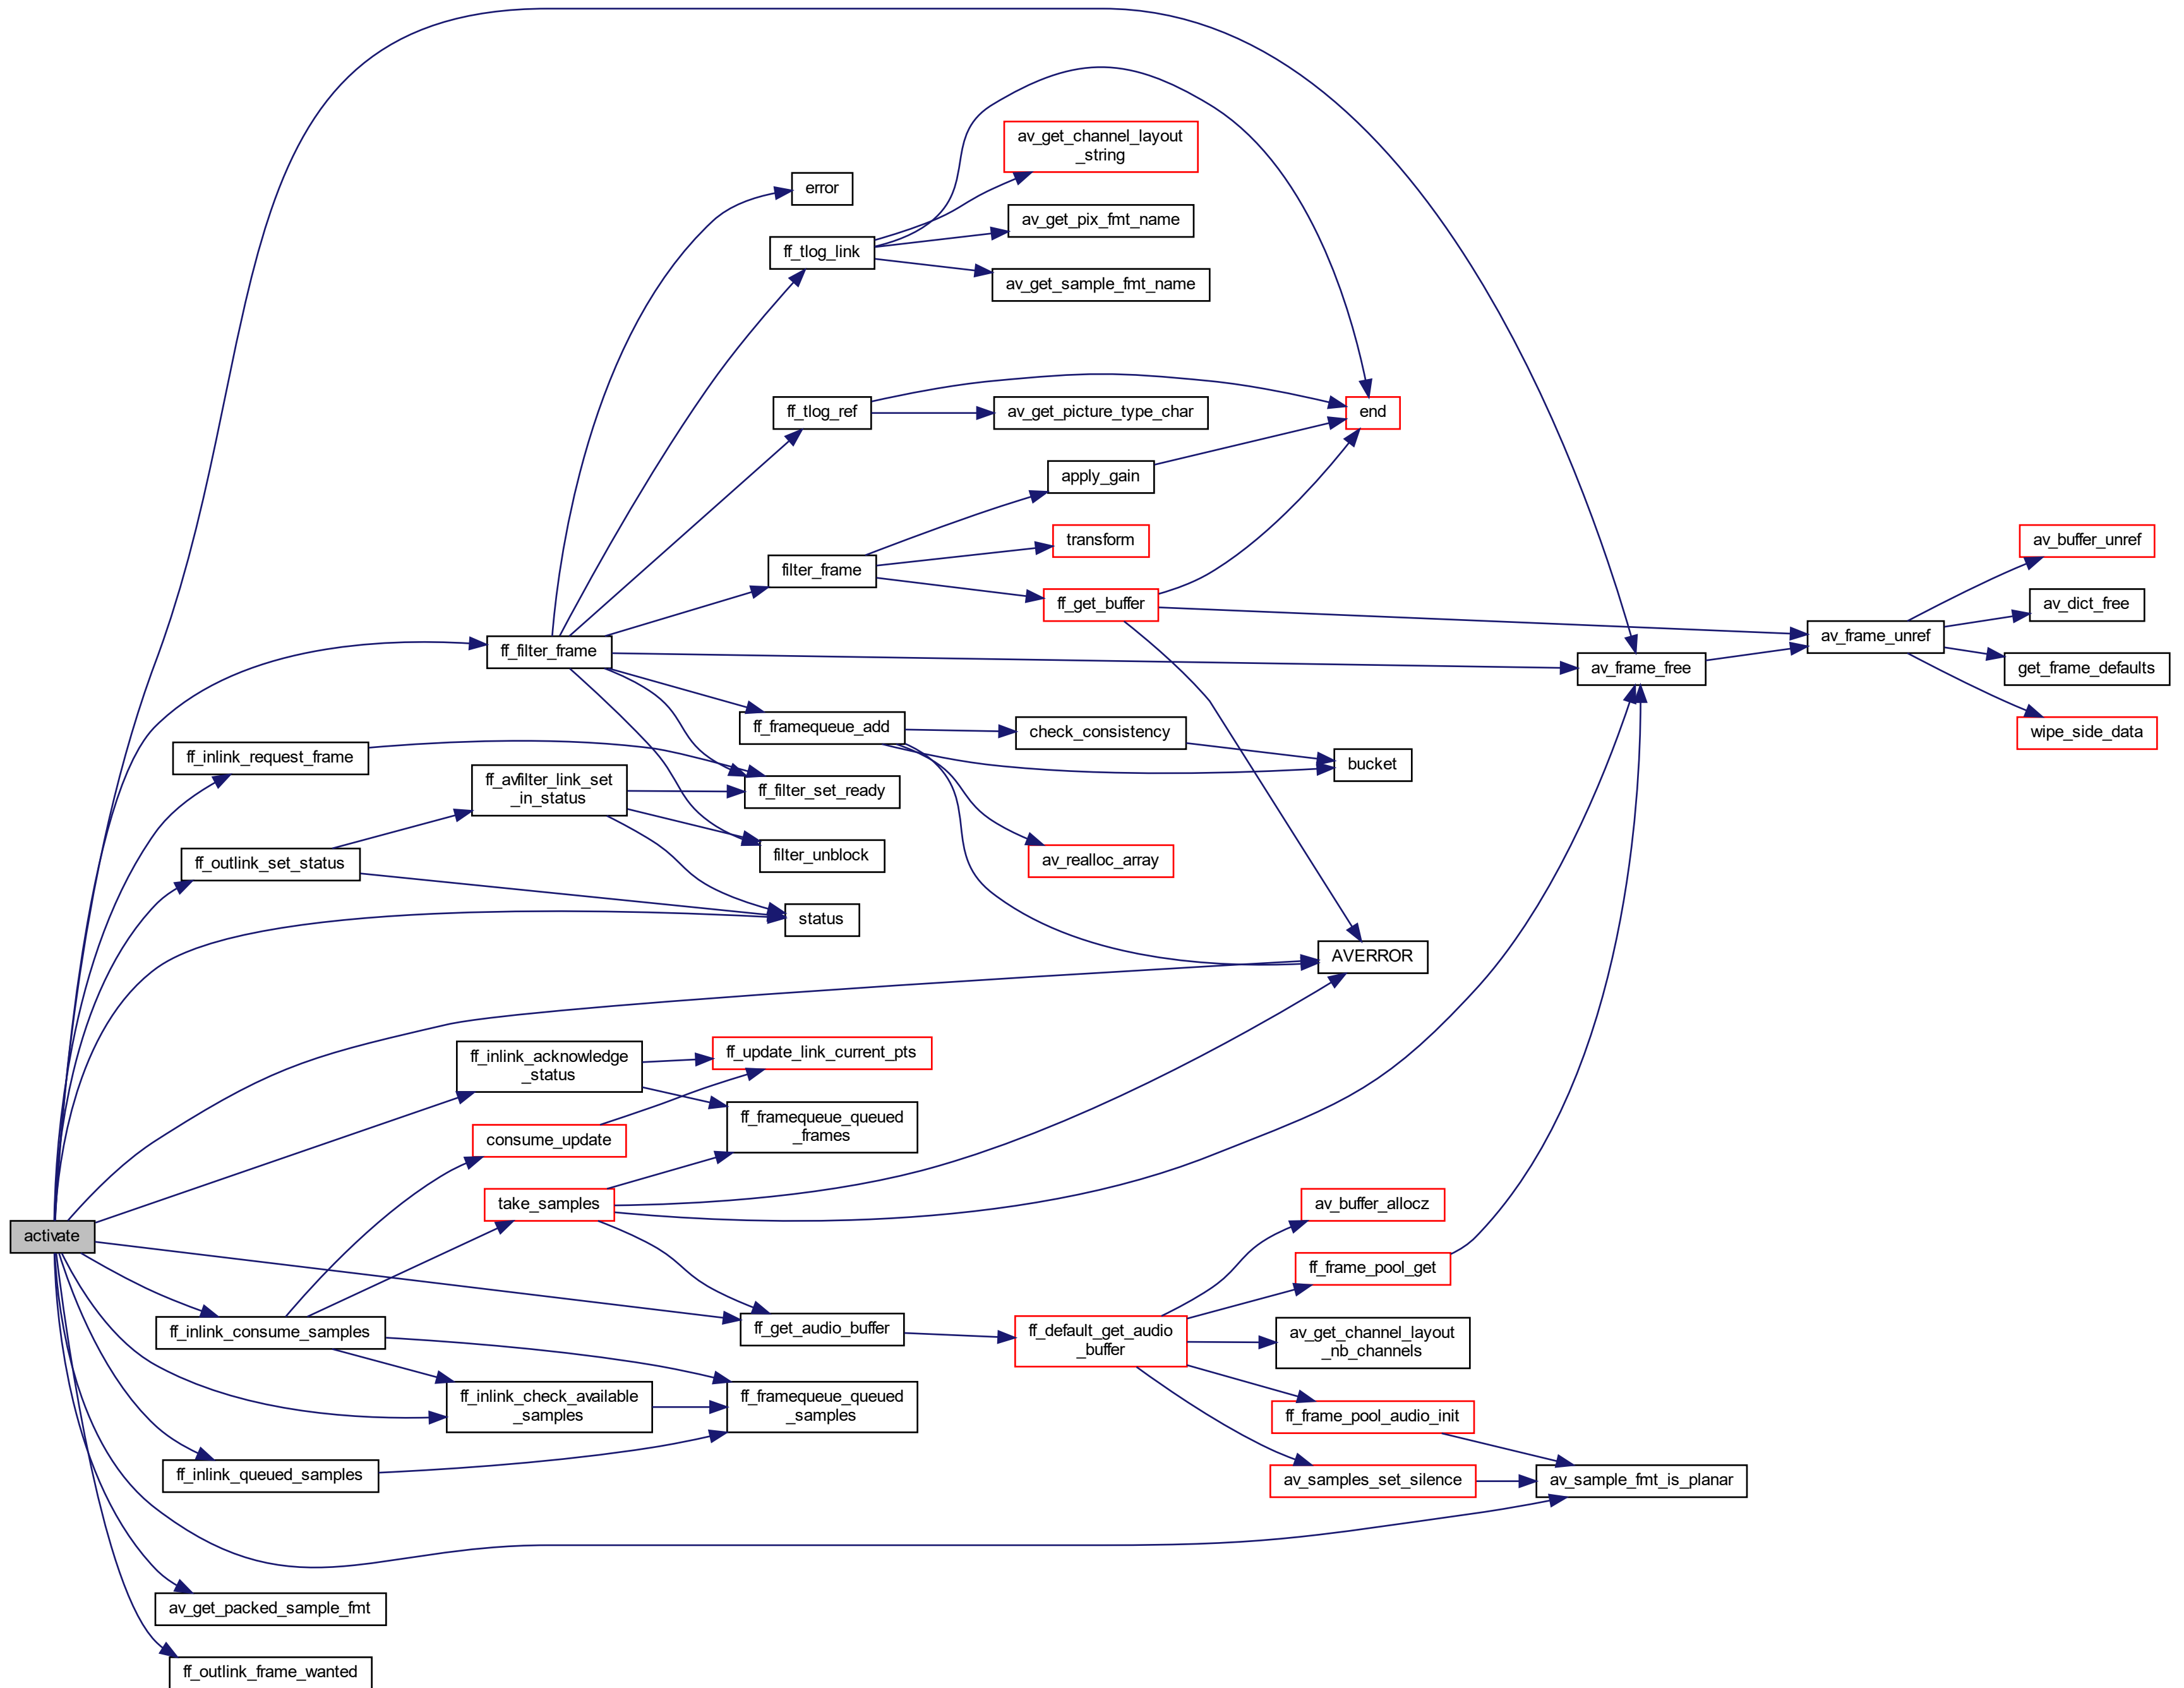 av_get_channel_layout
_string
error
av_get_pix_fmt_name
ff_tlog_link
av_get_sample_fmt_name
ff_tlog_ref
av_get_picture_type_char
end
apply_gain
transform
av_buffer_unref
filter_frame
ff_get_buffer
av_dict_free
ff_filter_frame
av_frame_unref
av_frame_free
get_frame_defaults
ff_framequeue_add
check_consistency
wipe_side_data
ff_inlink_request_frame
bucket
ff_avfilter_link_set
_in_status
ff_filter_set_ready
ff_outlink_set_status
filter_unblock
av_realloc_array
status
AVERROR
ff_inlink_acknowledge
_status
ff_update_link_current_pts
consume_update
ff_framequeue_queued
_frames
take_samples
av_buffer_allocz
activate
ff_frame_pool_get
ff_inlink_consume_samples
ff_get_audio_buffer
ff_default_get_audio
_buffer
av_get_channel_layout
_nb_channels
ff_inlink_check_available
_samples
ff_framequeue_queued
_samples
ff_frame_pool_audio_init
ff_inlink_queued_samples
av_samples_set_silence
av_sample_fmt_is_planar
av_get_packed_sample_fmt
ff_outlink_frame_wanted